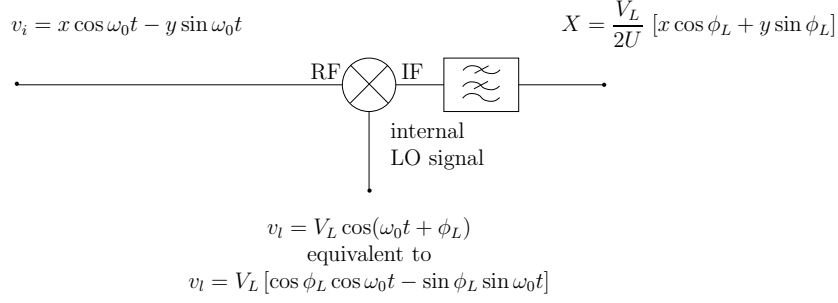 v_i = x cos ω_0 t − y sin ω_0 t
X = V_L / 2U [x cos ϕ_L + y sin ϕ_L]
RF
IF
internal
LO signal
v_l = V_L cos(ω_0 t + ϕ_L)
equivalent to
v_l = V_L [cos ϕ_L cos ω_0 t − sin ϕ_L sin ω_0 t]